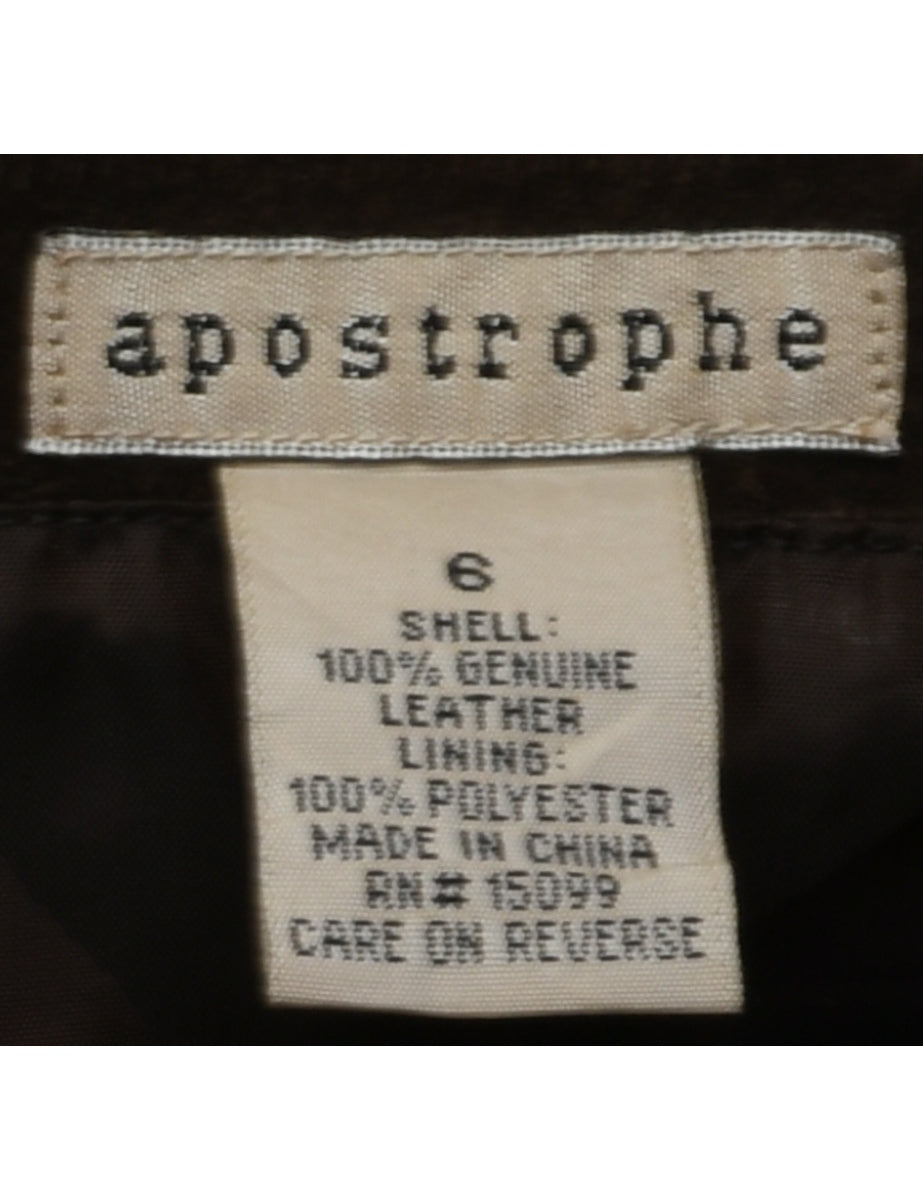 apostrophe
6
SHELL:
100% GENUINE
LEATHER
LINING:
100% POLYESTER
MADE IN CHINA
RN# 15099
CARE ON REVERSE